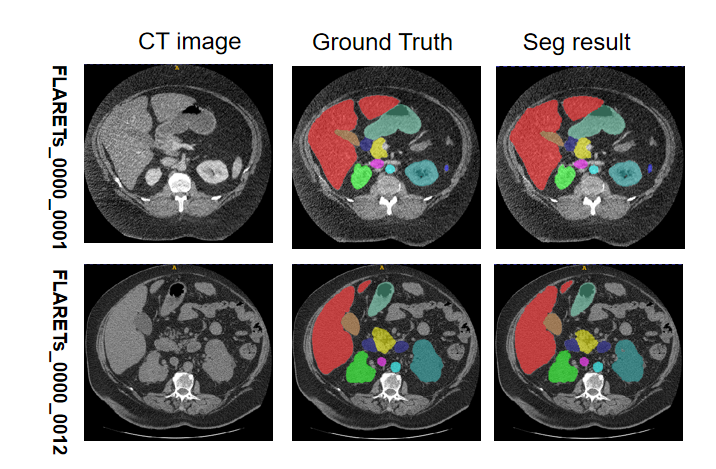 CT image
Ground Truth
Seg result
FLARETs_0000_0001
FLARETs_0000_0012